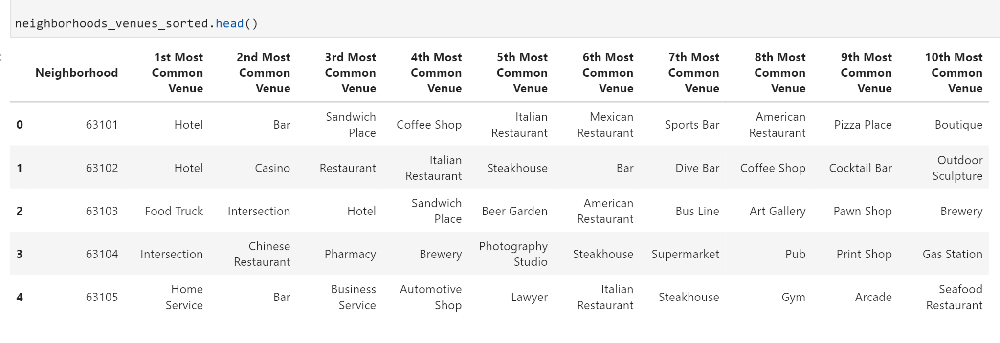 neighborhoods_venues_sorted.head()
:
Neighborhood 1st Most Common Venue 2nd Most Common Venue 3rd Most Common Venue 4th Most Common Venue 5th Most Common Venue 6th Most Common Venue 7th Most Common Venue 8th Most Common Venue 9th Most Common Venue 10th Most Common Venue
0 63101 Hotel Bar Sandwich Place Coffee Shop Italian Restaurant Mexican Restaurant Sports Bar American Restaurant Pizza Place Boutique
1 63102 Hotel Casino Restaurant Italian Restaurant Steakhouse Bar Dive Bar Coffee Shop Cocktail Bar Outdoor Sculpture
2 63103 Food Truck Intersection Hotel Sandwich Place Beer Garden American Restaurant Bus Line Art Gallery Pawn Shop Brewery
3 63104 Intersection Chinese Restaurant Pharmacy Brewery Photography Studio Steakhouse Supermarket Pub Print Shop Gas Station
4 63105 Home Service Bar Business Service Automotive Shop Lawyer Italian Restaurant Steakhouse Gym Arcade Seafood Restaurant